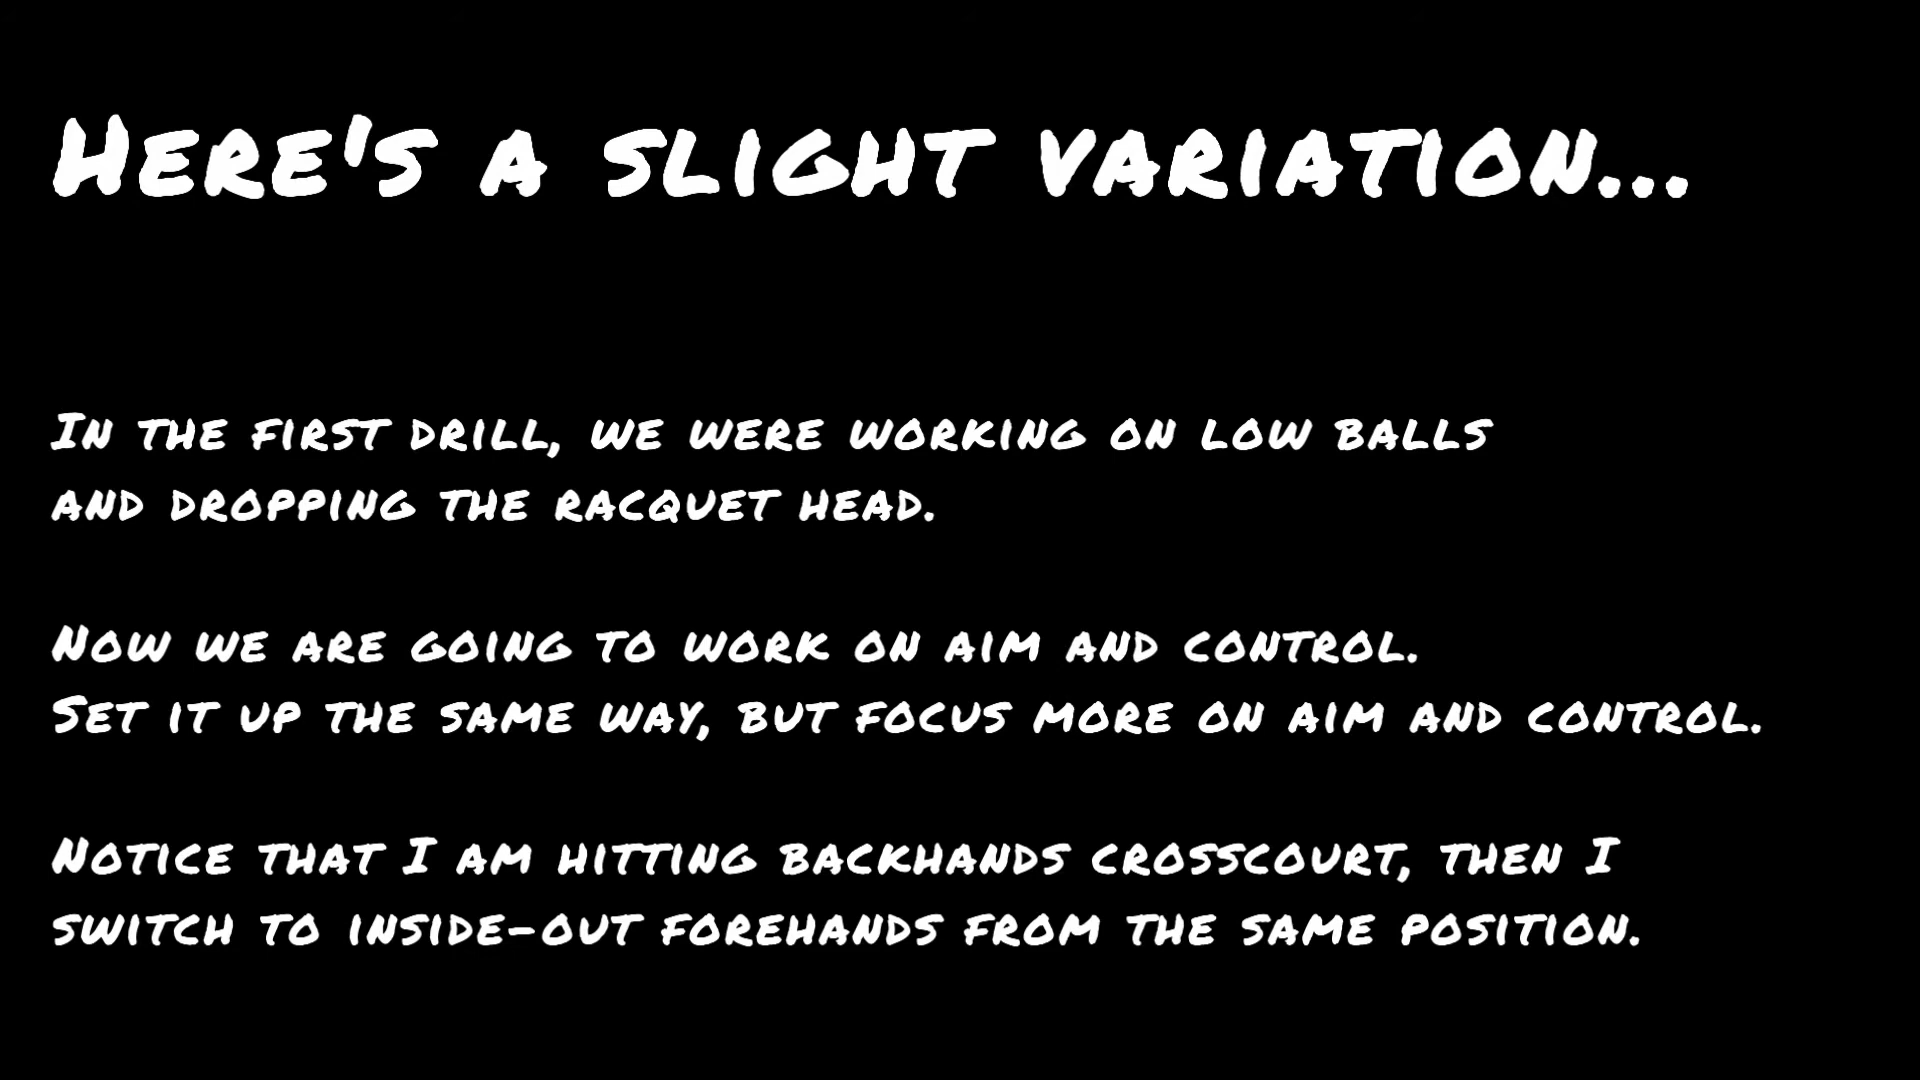 Here's a slight variation...
In the first drill, we were working on low balls
and dropping the racquet head.
Now we are going to work on aim and control.
Set it up the same way, but focus more on aim and control.
Notice that I am hitting backhands crosscourt, then I
switch to inside-out forehands from the same position.